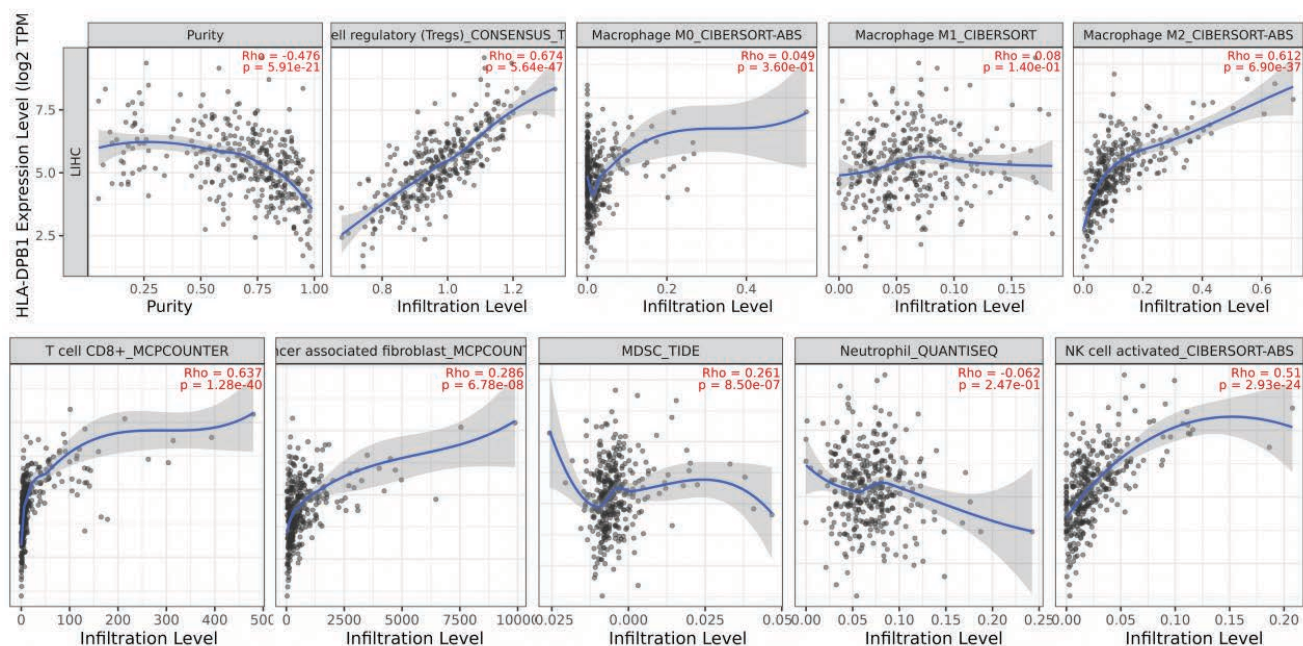 HLA-DPB1 Expression Level (log2 TPM
LIHC
Purity
ell regulatory (Tregs)_CONSENSUS_T
Macrophage M0_CIBERSORT-ABS
Macrophage M1_CIBERSORT
Macrophage M2_CIBERSORT-ABS
Rho = -0.476
p = 5.91e-21
Rho = 0.674
p = 5.64e-47
Rho = 0.049
p = 3.60e-01
Rho = 0.08
p = 1.40e-01
Rho = 0.612
p = 6.90e-37
7.5
5.0
2.5
0.25 0.50 0.75 1.00
0.8 1.0 1.2
0.0 0.2 0.4
0.00 0.05 0.10 0.15
0.0 0.2 0.4 0.6
Purity
Infiltration Level
Infiltration Level
Infiltration Level
Infiltration Level
T cell CD8+_MCPCOUNTER
ncer associated fibroblast_MCPCOUNT
MDSC_TIDE
Neutrophil_QUANTISEQ
NK cell activated_CIBERSORT-ABS
Rho = 0.637
p = 1.28e-40
Rho = 0.286
p = 6.78e-08
Rho = 0.261
p = 8.50e-07
Rho = -0.062
p = 2.47e-01
Rho = 0.51
p = 2.93e-24
0 100 200 300 400 500
0 2500 5000 7500 10000
0.025 0.000 0.025 0.050
0.00 0.05 0.10 0.15 0.20 0.25
0.00 0.05 0.10 0.15 0.20
Infiltration Level
Infiltration Level
Infiltration Level
Infiltration Level
Infiltration Level